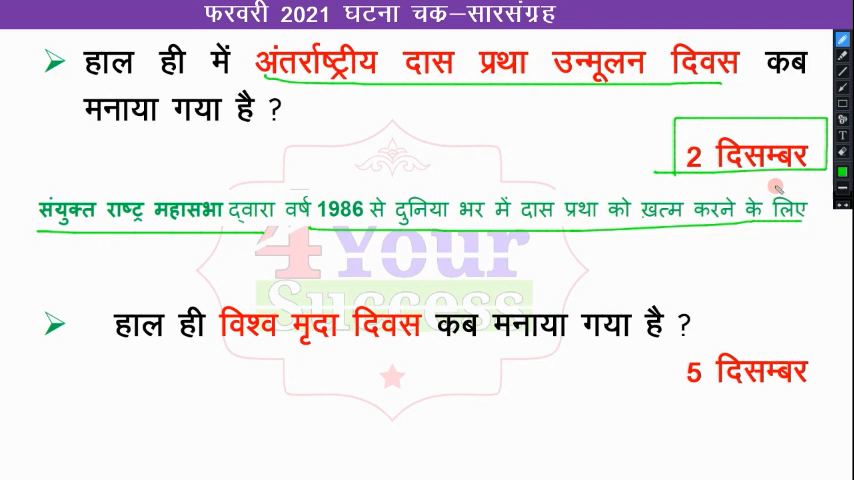 फरवरी 2021 घटना चक्र–सारसंग्रह
हाल ही में अंतर्राष्ट्रीय दास प्रथा उन्मूलन दिवस कब
मनाया गया है ?
2 दिसम्बर
संयुक्त राष्ट्र महासभा द्वारा वर्ष 1986 से दुनिया भर में दास प्रथा को ख़त्म करने के लिए
4 Your
Success
हाल ही विश्व मृदा दिवस कब मनाया गया है ?
5 दिसम्बर